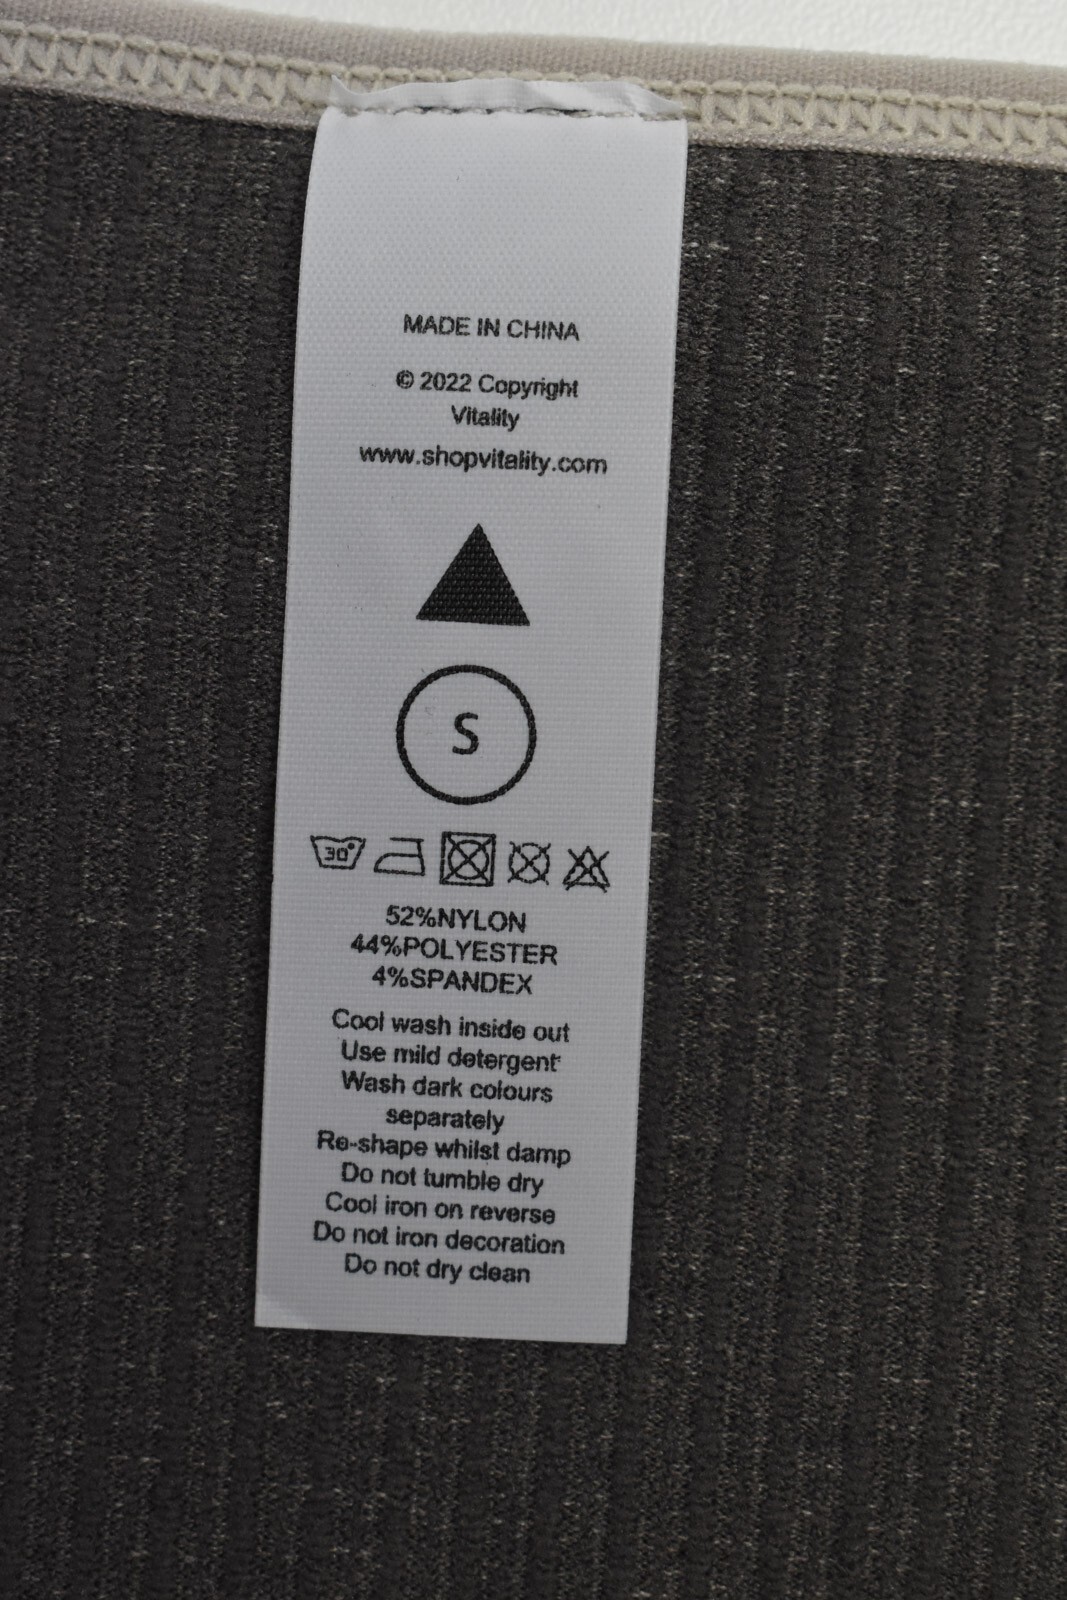 MADE IN CHINA
© 2022 Copyright
Vitality
www.shopvitality.com
S
30°
52%NYLON
44%POLYESTER
4%SPANDEX
Cool wash inside out
Use mild detergent
Wash dark colours
separately
Re-shape whilst damp
Do not tumble dry
Cool iron on reverse
Do not iron decoration
Do not dry clean